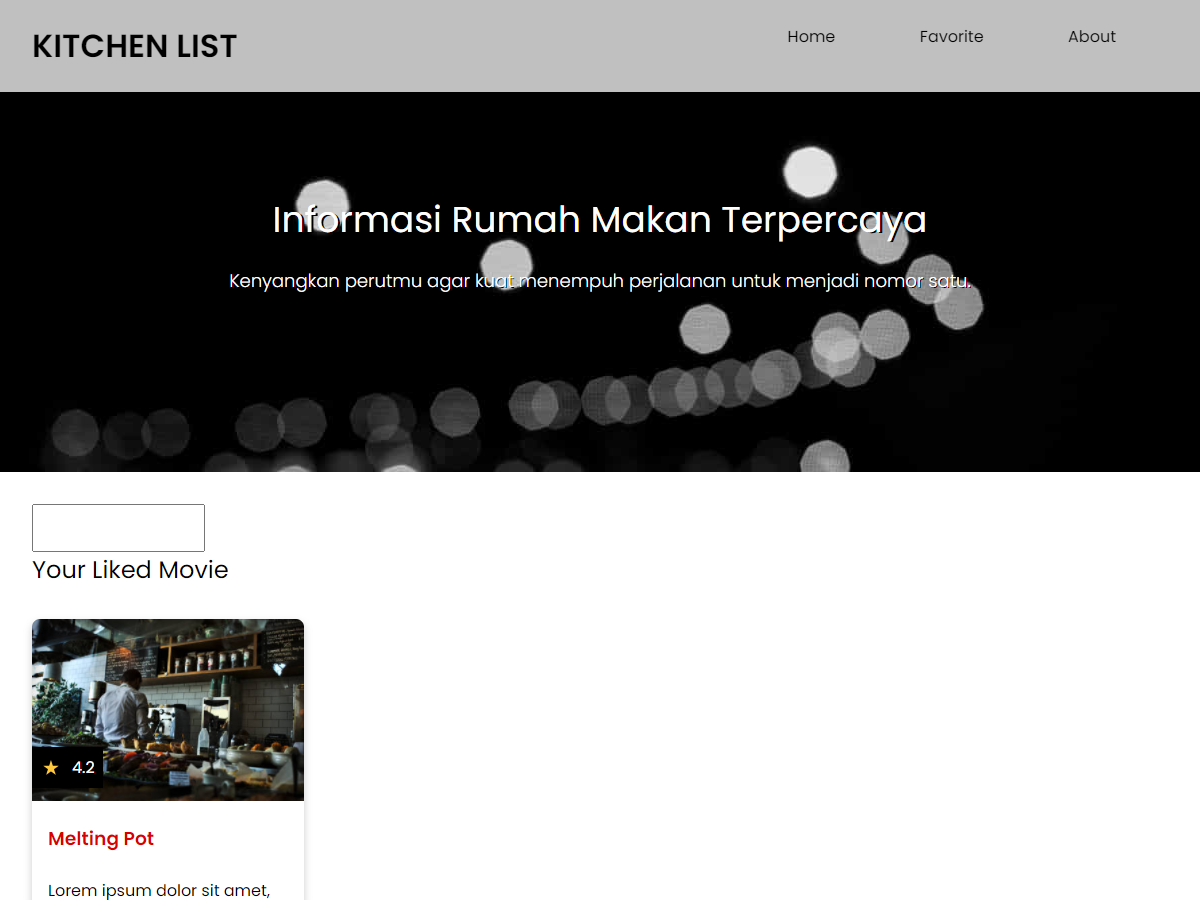 KITCHEN LIST
Home
Favorite
About
Informasi Rumah Makan Terpercaya
Kenyangkan perutmu agar kuat menempuh perjalanan untuk menjadi nomor satu.
Your Liked Movie
★ 4.2
Melting Pot
Lorem ipsum dolor sit amet,